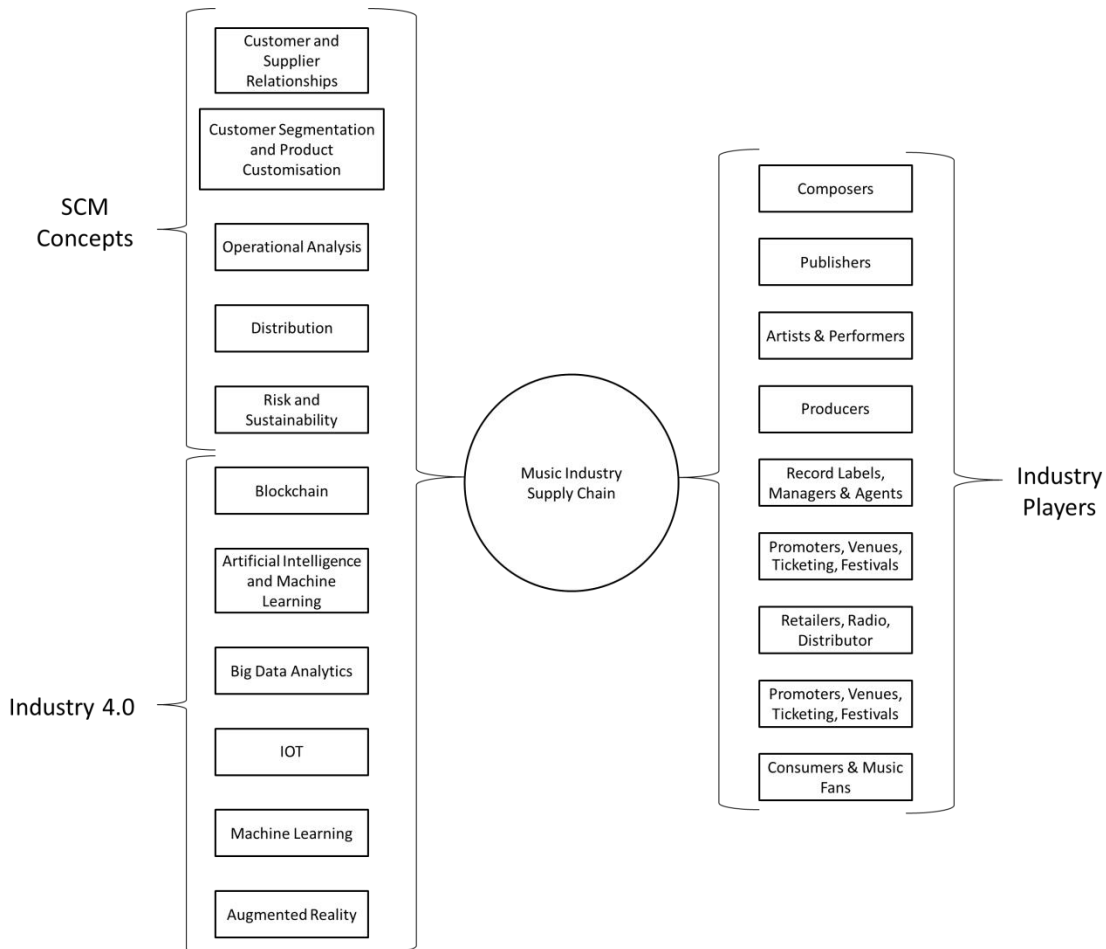 SCM
Concepts
Customer and
Supplier
Relationships
Customer Segmentation
and Product
Customisation
Operational Analysis
Distribution
Risk and
Sustainability
Industry 4.0
Blockchain
Artificial Intelligence
and Machine
Learning
Big Data Analytics
IOT
Machine Learning
Augmented Reality
Music Industry
Supply Chain
Composers
Publishers
Artists & Performers
Producers
Record Labels,
Managers & Agents
Promoters, Venues,
Ticketing, Festivals
Retailers, Radio,
Distributor
Promoters, Venues,
Ticketing, Festivals
Consumers & Music
Fans
Industry
Players